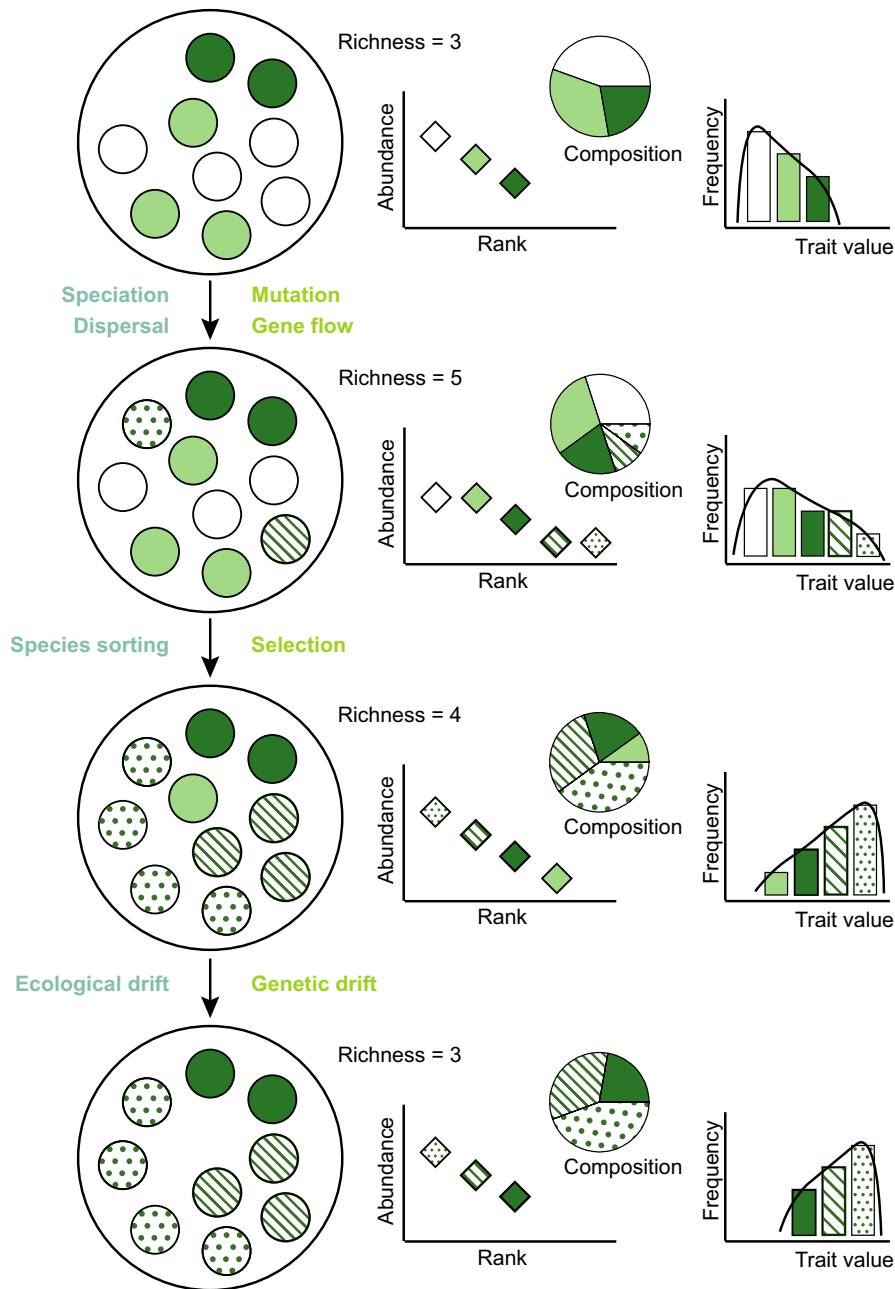 Richness = 3
Abundance
Rank
Composition
Frequency
Trait value
Speciation
Mutation
Dispersal
Gene flow
Richness = 5
Abundance
Rank
Composition
Frequency
Trait value
Species sorting
Selection
Richness = 4
Abundance
Rank
Composition
Frequency
Trait value
Ecological drift
Genetic drift
Richness = 3
Abundance
Rank
Composition
Frequency
Trait value